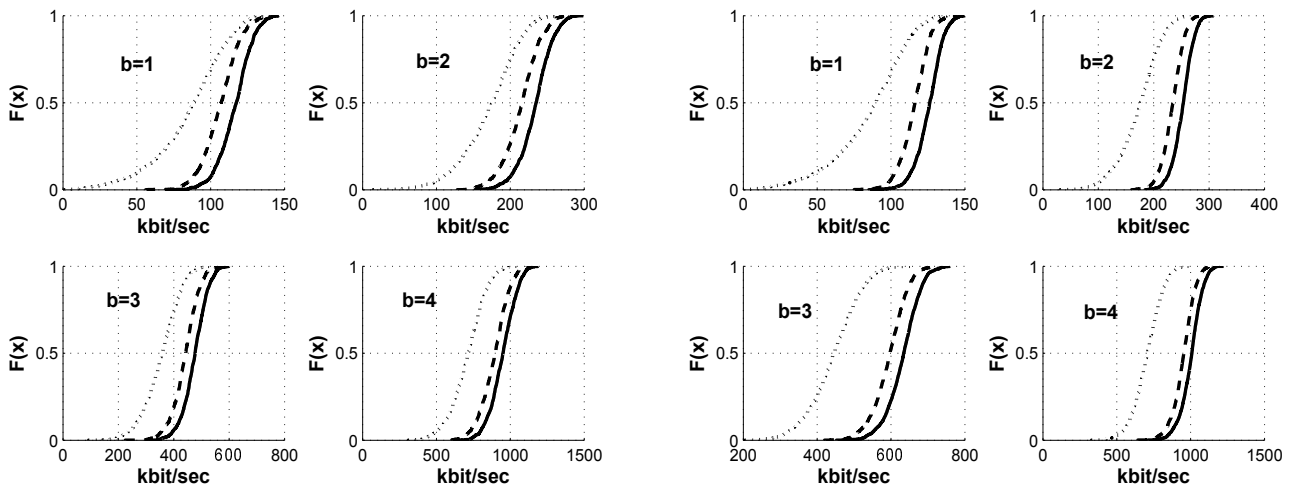 1
0.5
0
F(x)
b=1
0 50 100 150
kbit/sec
1
0.5
0
F(x)
b=2
0 100 200 300
kbit/sec
1
0.5
0
F(x)
b=1
0 50 100 150
kbit/sec
1
0.5
0
F(x)
b=2
0 100 200 300 400
kbit/sec
1
0.5
0
F(x)
b=3
0 200 400 600 800
kbit/sec
1
0.5
0
F(x)
b=4
0 500 1000 1500
kbit/sec
1
0.5
0
F(x)
b=3
200 400 600 800
kbit/sec
1
0.5
0
F(x)
b=4
0 500 1000 1500
kbit/sec